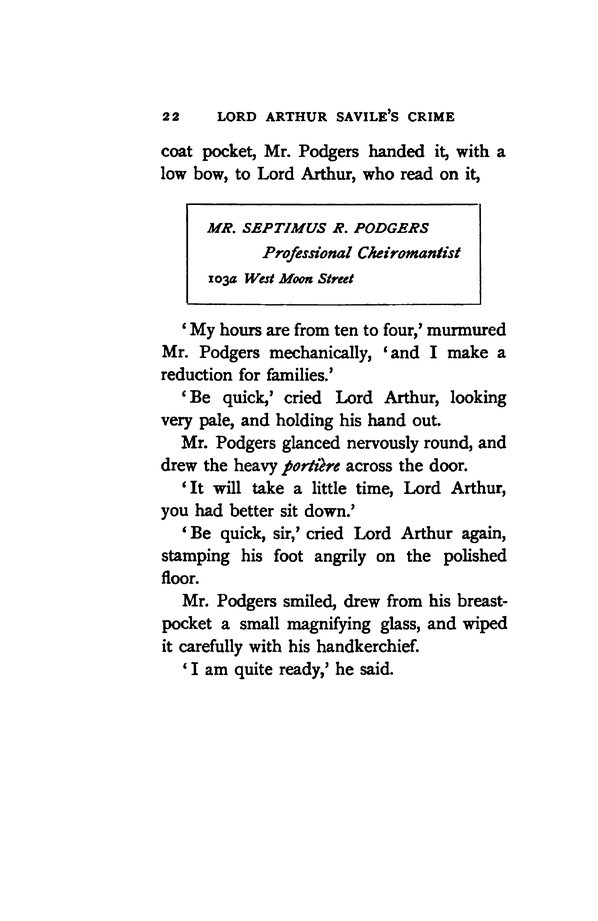 22 LORD ARTHUR SAVILE'S CRIME
coat pocket, Mr. Podgers handed it, with a
low bow, to Lord Arthur, who read on it,
MR. SEPTIMUS R. PODGERS
Professional Cheiromantist
103a West Moon Street
‘My hours are from ten to four,’ murmured
Mr. Podgers mechanically, ‘and I make a
reduction for families.’
‘Be quick,’ cried Lord Arthur, looking
very pale, and holding his hand out.
Mr. Podgers glanced nervously round, and
drew the heavy portière across the door.
‘It will take a little time, Lord Arthur,
you had better sit down.’
‘Be quick, sir,’ cried Lord Arthur again,
stamping his foot angrily on the polished
floor.
Mr. Podgers smiled, drew from his breast-
pocket a small magnifying glass, and wiped
it carefully with his handkerchief.
‘I am quite ready,’ he said.